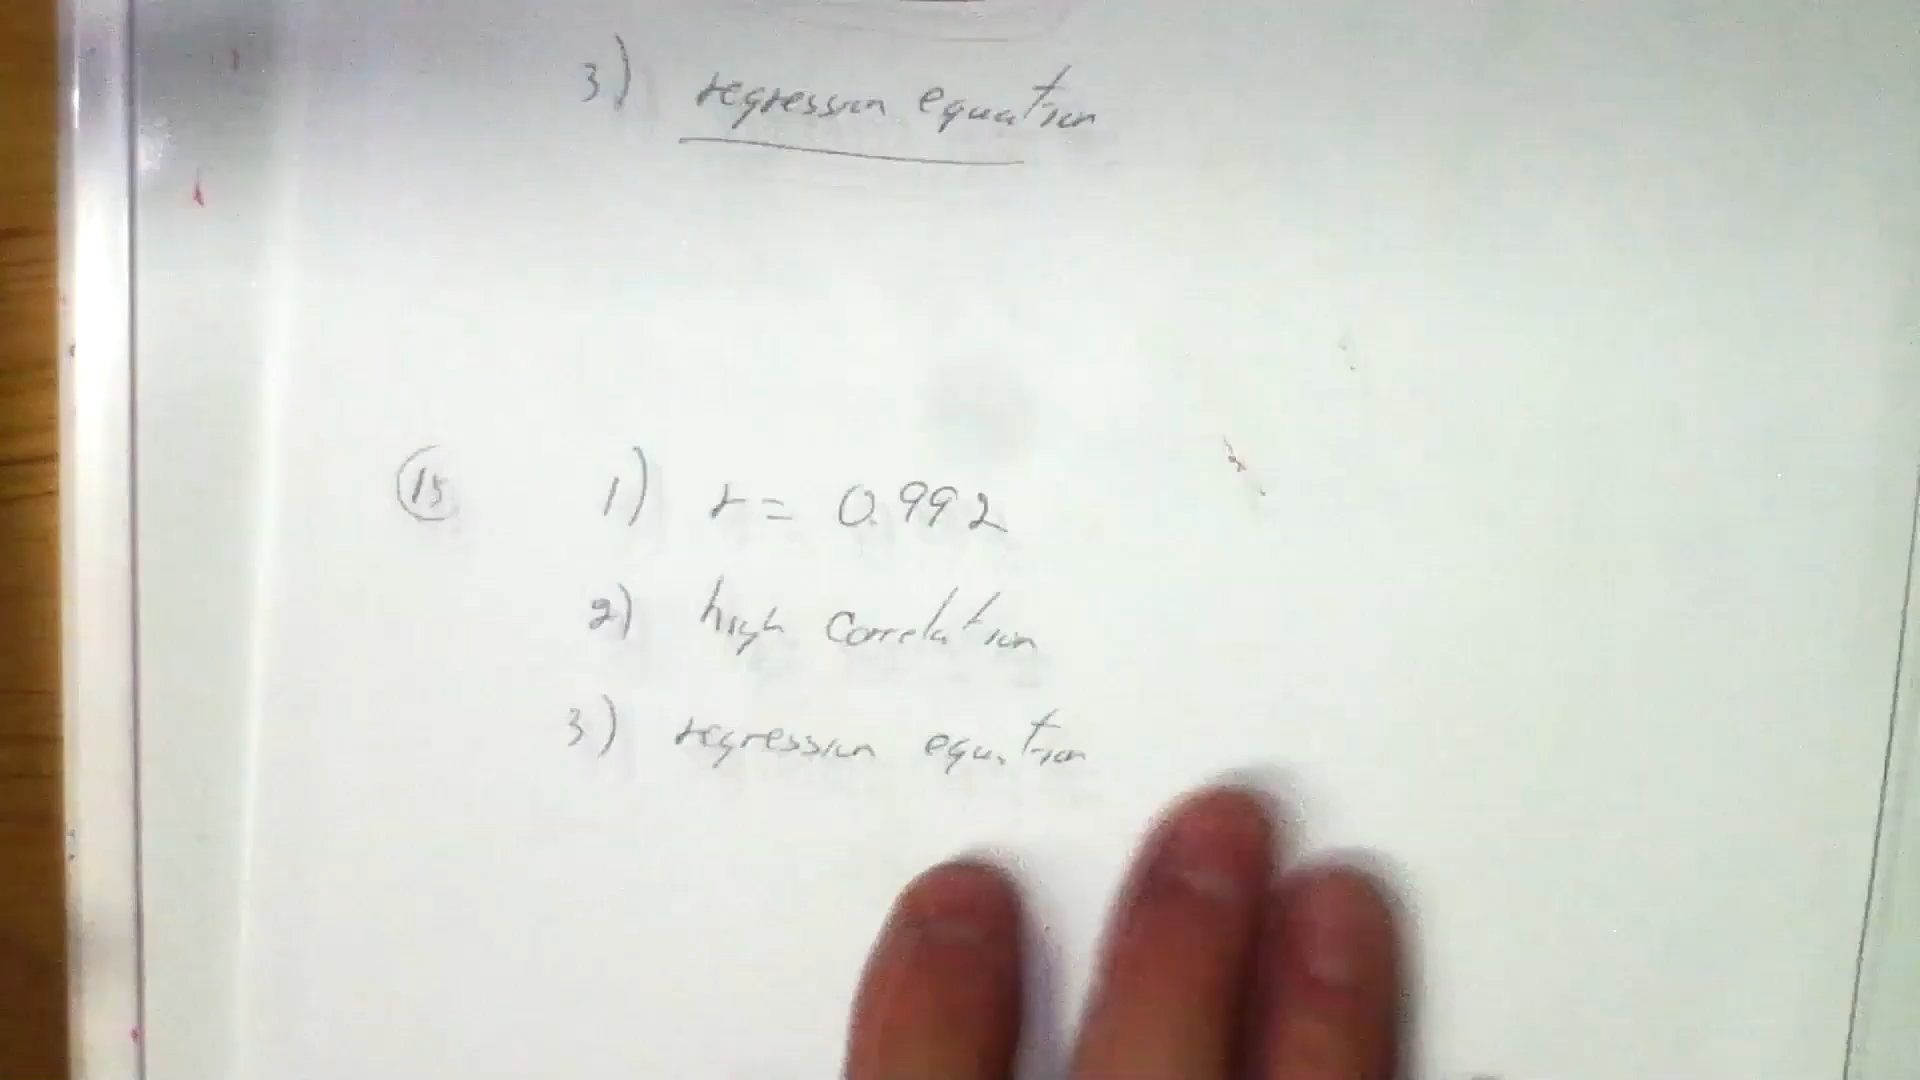 3) regression equation
15 1) r = 0.992
2) high correlation
3) regression equation